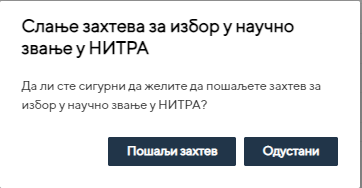 Слање захтева за избор у научно
звање у НИТРА
Да ли сте сигурни да желите да пошаљете захтев за
избор у научно звање у НИТРА?
Пошаљи захтев
Одустани